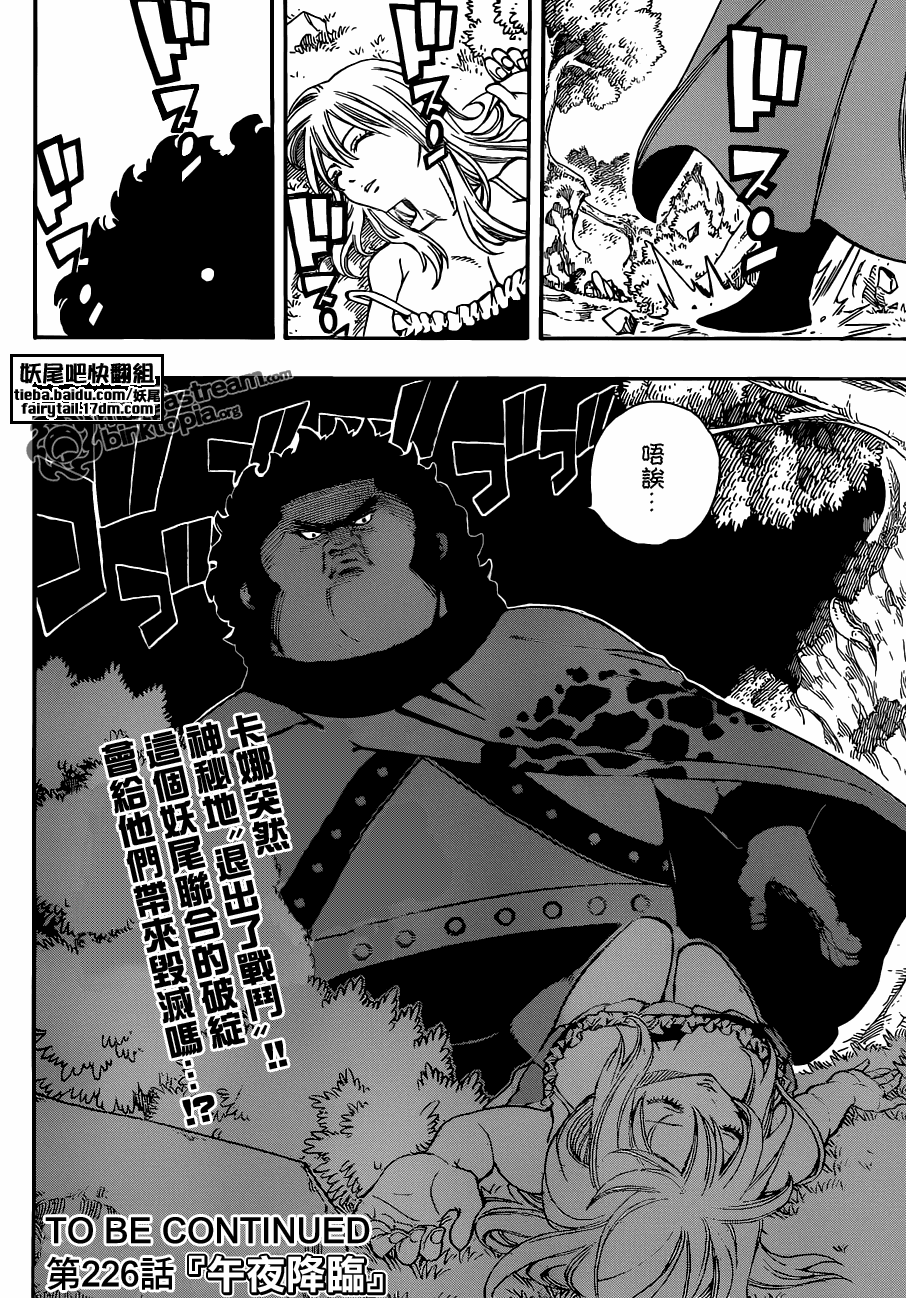 ドス…
ドス…
ドス…
ドス…
ドス…
ドス…
妖尾吧快翻組
tieba.baidu.com/妖尾
fairytail.17dm.com
stream.com
binktopia.org
唔誒…
ゴゴゴゴ
卡娜突然
神秘地〝退出了戰鬥〞!!
這個妖尾聯合的破綻
會給他們帶來毀滅嗎…!?
TO BE CONTINUED
第226話『午夜降臨』